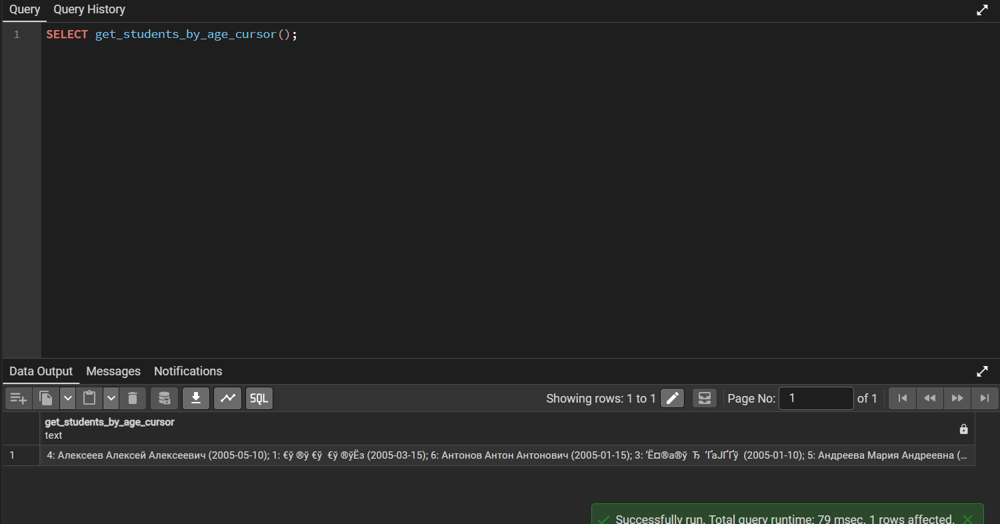 Query Query History
1 SELECT get_students_by_age_cursor();
Data Output Messages Notifications
SQL Showing rows: 1 to 1 Page No: 1 of 1
get_students_by_age_cursor
text
1 4: Алексеев Алексей Алексеевич (2005-05-10); 1: €ў ®ў €ў €ў ®ўЁз (2005-03-15); 6: Антонов Антон Антонович (2005-01-15); 3: ‘Ё¤®а®ў Ђ ‘ҐаЈҐҐў (2005-01-10); 5: Андреева Мария Андреевна (…
Successfully run. Total query runtime: 79 msec. 1 rows affected.